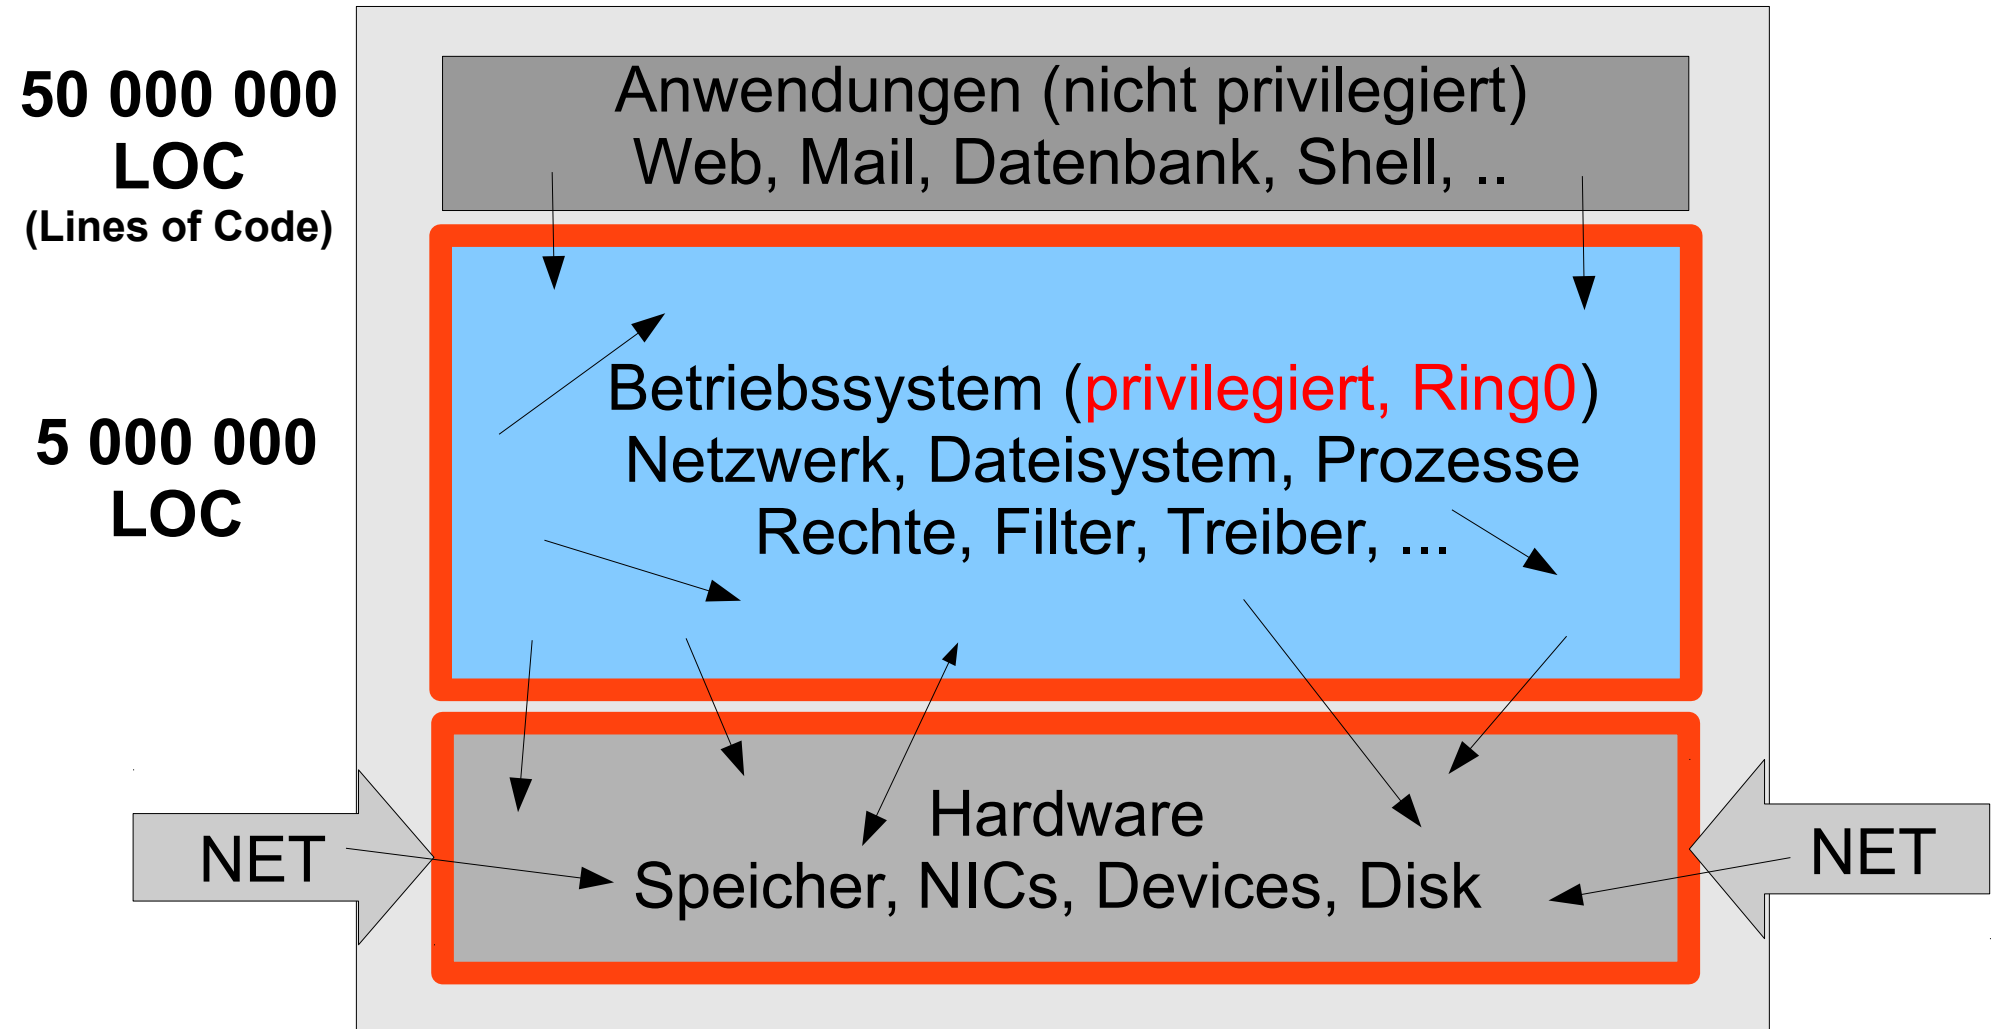 50 000 000
LOC
(Lines of Code)
Anwendungen (nicht privilegiert)
Web, Mail, Datenbank, Shell, ..
5 000 000
LOC
Betriebssystem (privilegiert, Ring0)
Netzwerk, Dateisystem, Prozesse
Rechte, Filter, Treiber, ...
NET
Hardware
Speicher, NICs, Devices, Disk
NET